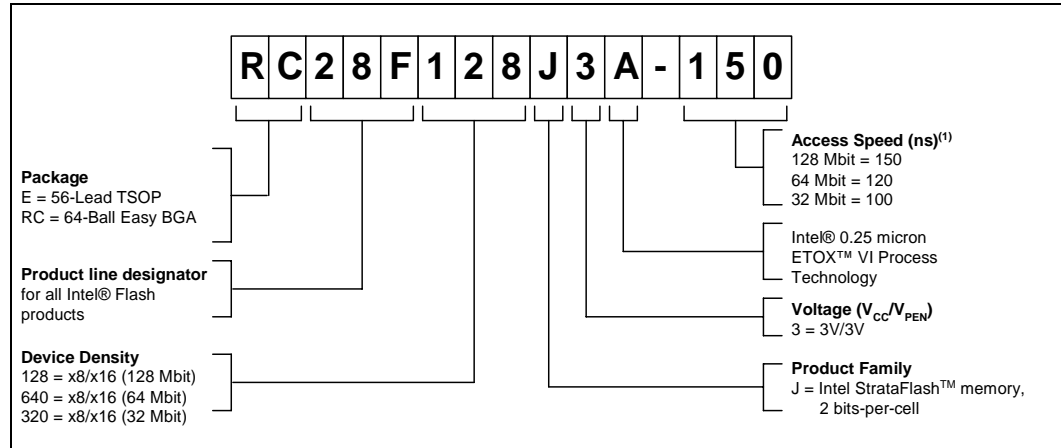 RC28F128J3A-150
Package
E = 56-Lead TSOP
RC = 64-Ball Easy BGA
Product line designator
for all Intel® Flash
products
Device Density
128 = x8/x16 (128 Mbit)
640 = x8/x16 (64 Mbit)
320 = x8/x16 (32 Mbit)
Access Speed (ns)(1)
128 Mbit = 150
64 Mbit = 120
32 Mbit = 100
Intel® 0.25 micron
ETOX™ VI Process
Technology
Voltage (VCC/VPEN)
3 = 3V/3V
Product Family
J = Intel StrataFlash™ memory,
2 bits-per-cell